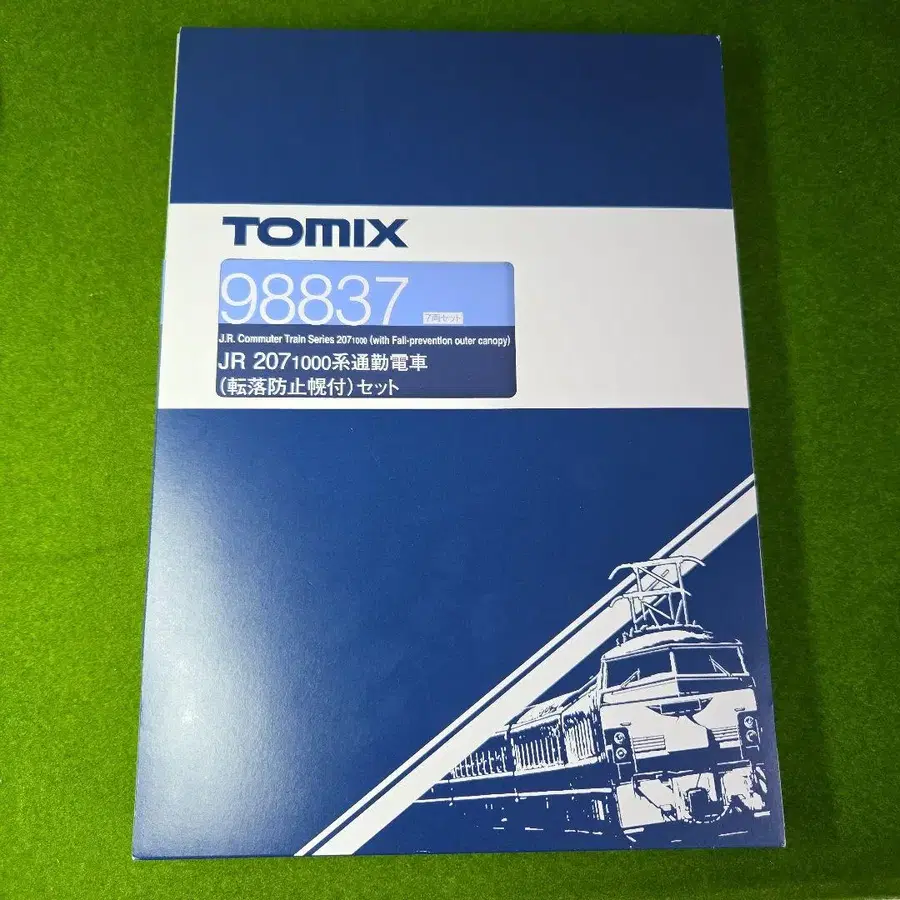 TOMIX
98837 7両セット
J.R. Commuter Train Series 2071000 (with Fall-prevention outer canopy)
JR 2071000系通勤電車
(転落防止幌付)セット